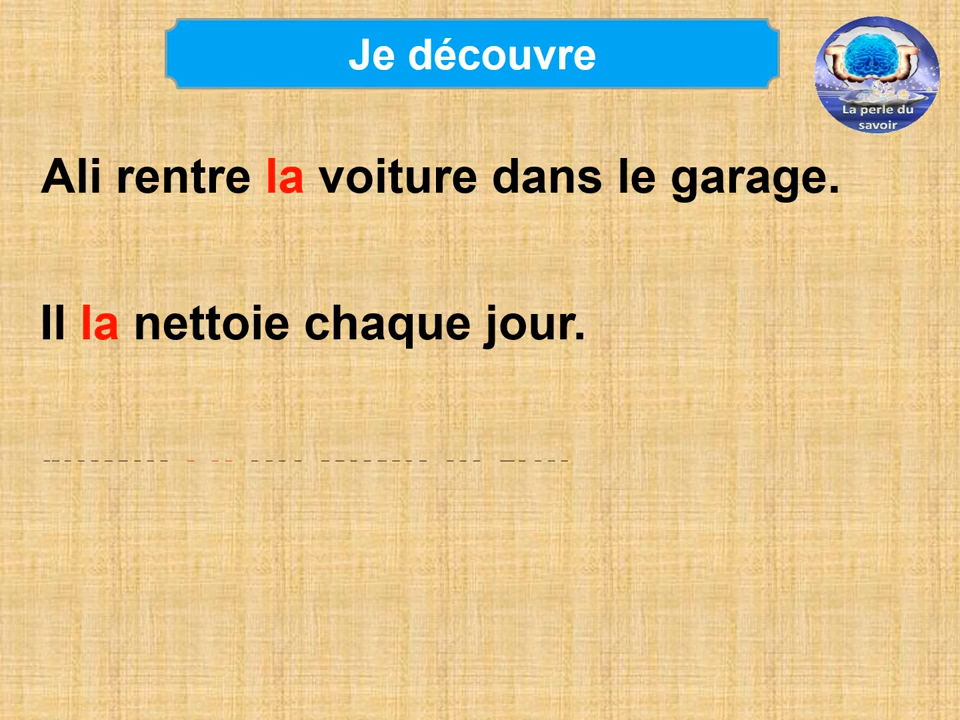 Je découvre
La perle du
savoir
Ali rentre la voiture dans le garage.
Il la nettoie chaque jour.